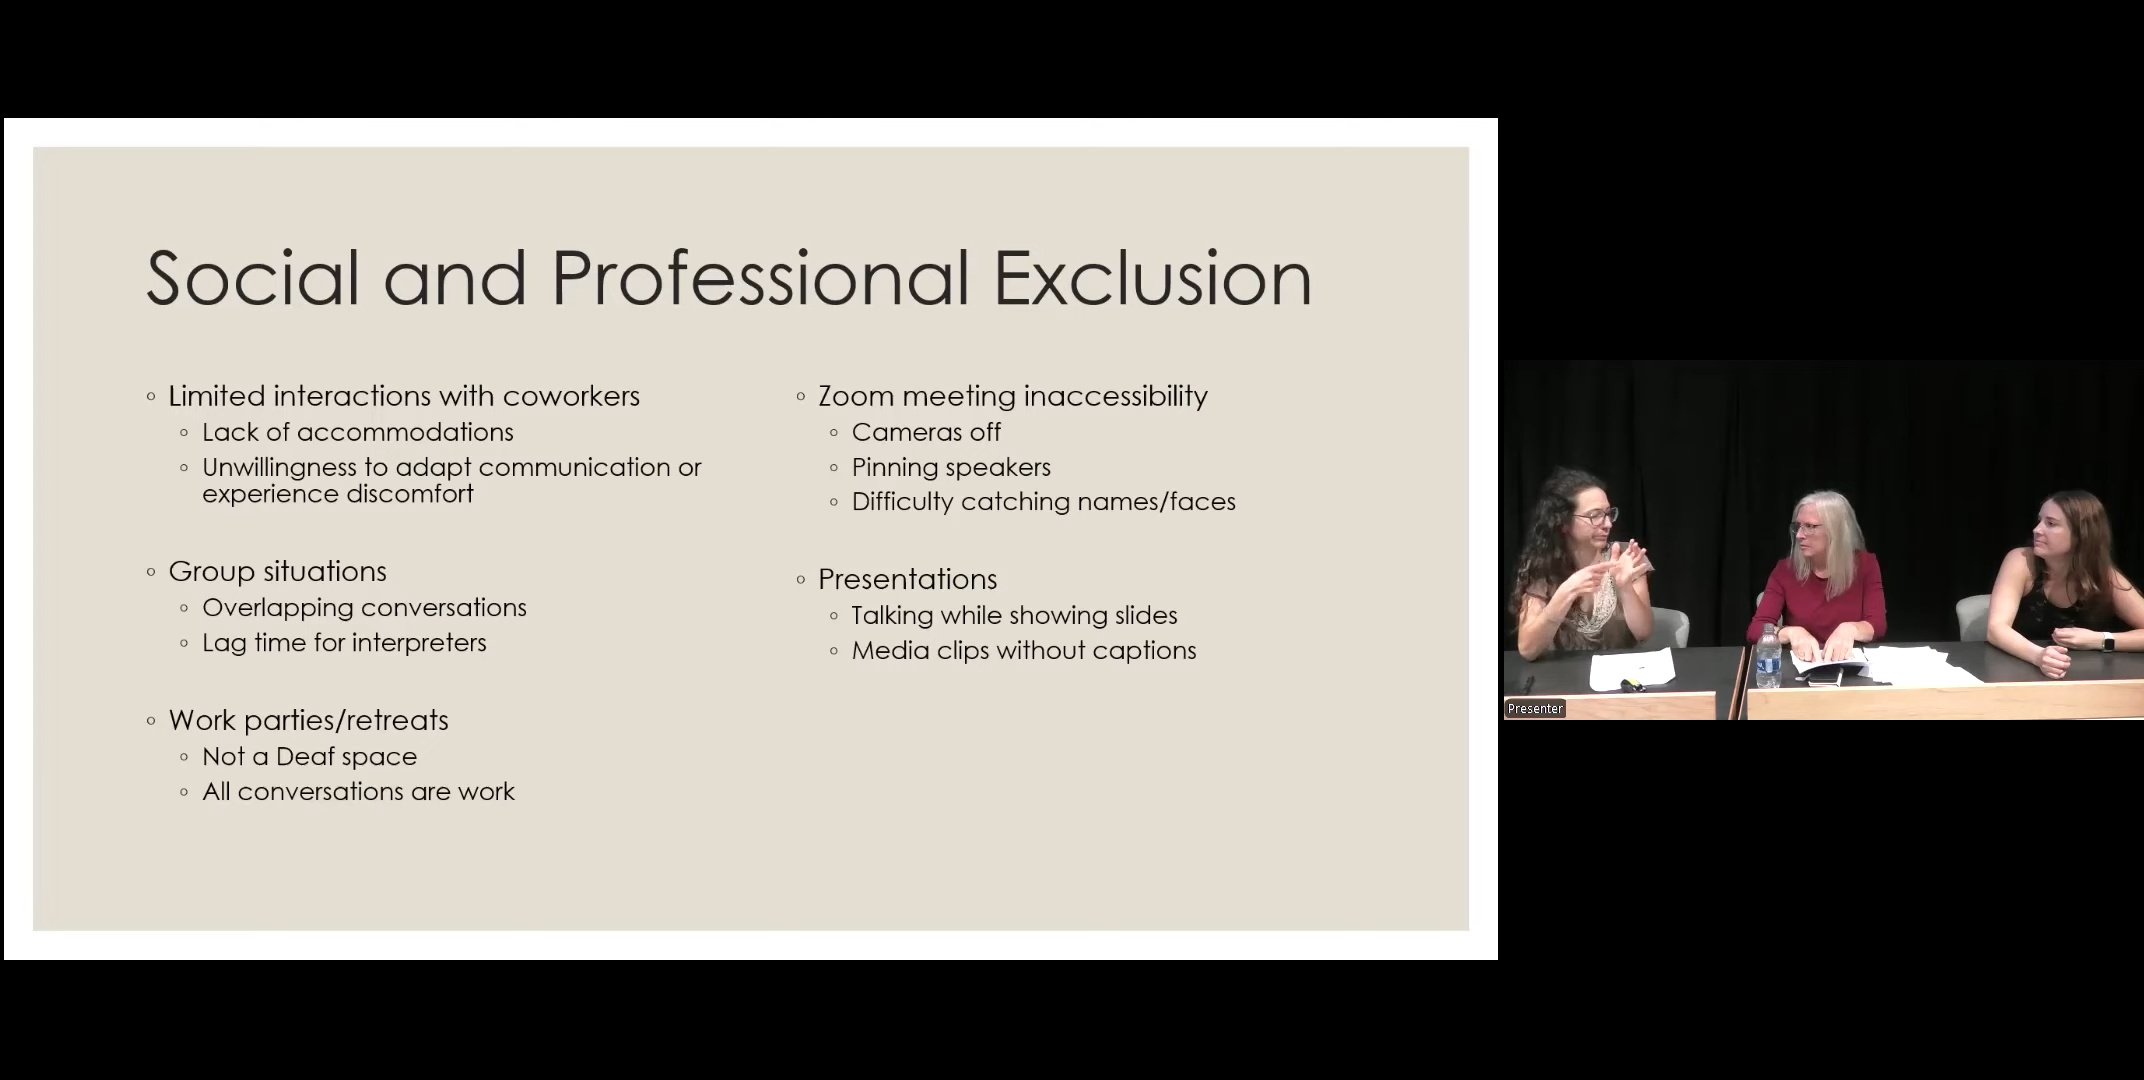 Social and Professional Exclusion
◦ Limited interactions with coworkers
◦ Lack of accommodations
◦ Unwillingness to adapt communication or
experience discomfort
◦ Group situations
◦ Overlapping conversations
◦ Lag time for interpreters
◦ Work parties/retreats
◦ Not a Deaf space
◦ All conversations are work
◦ Zoom meeting inaccessibility
◦ Cameras off
◦ Pinning speakers
◦ Difficulty catching names/faces
◦ Presentations
◦ Talking while showing slides
◦ Media clips without captions
Presenter